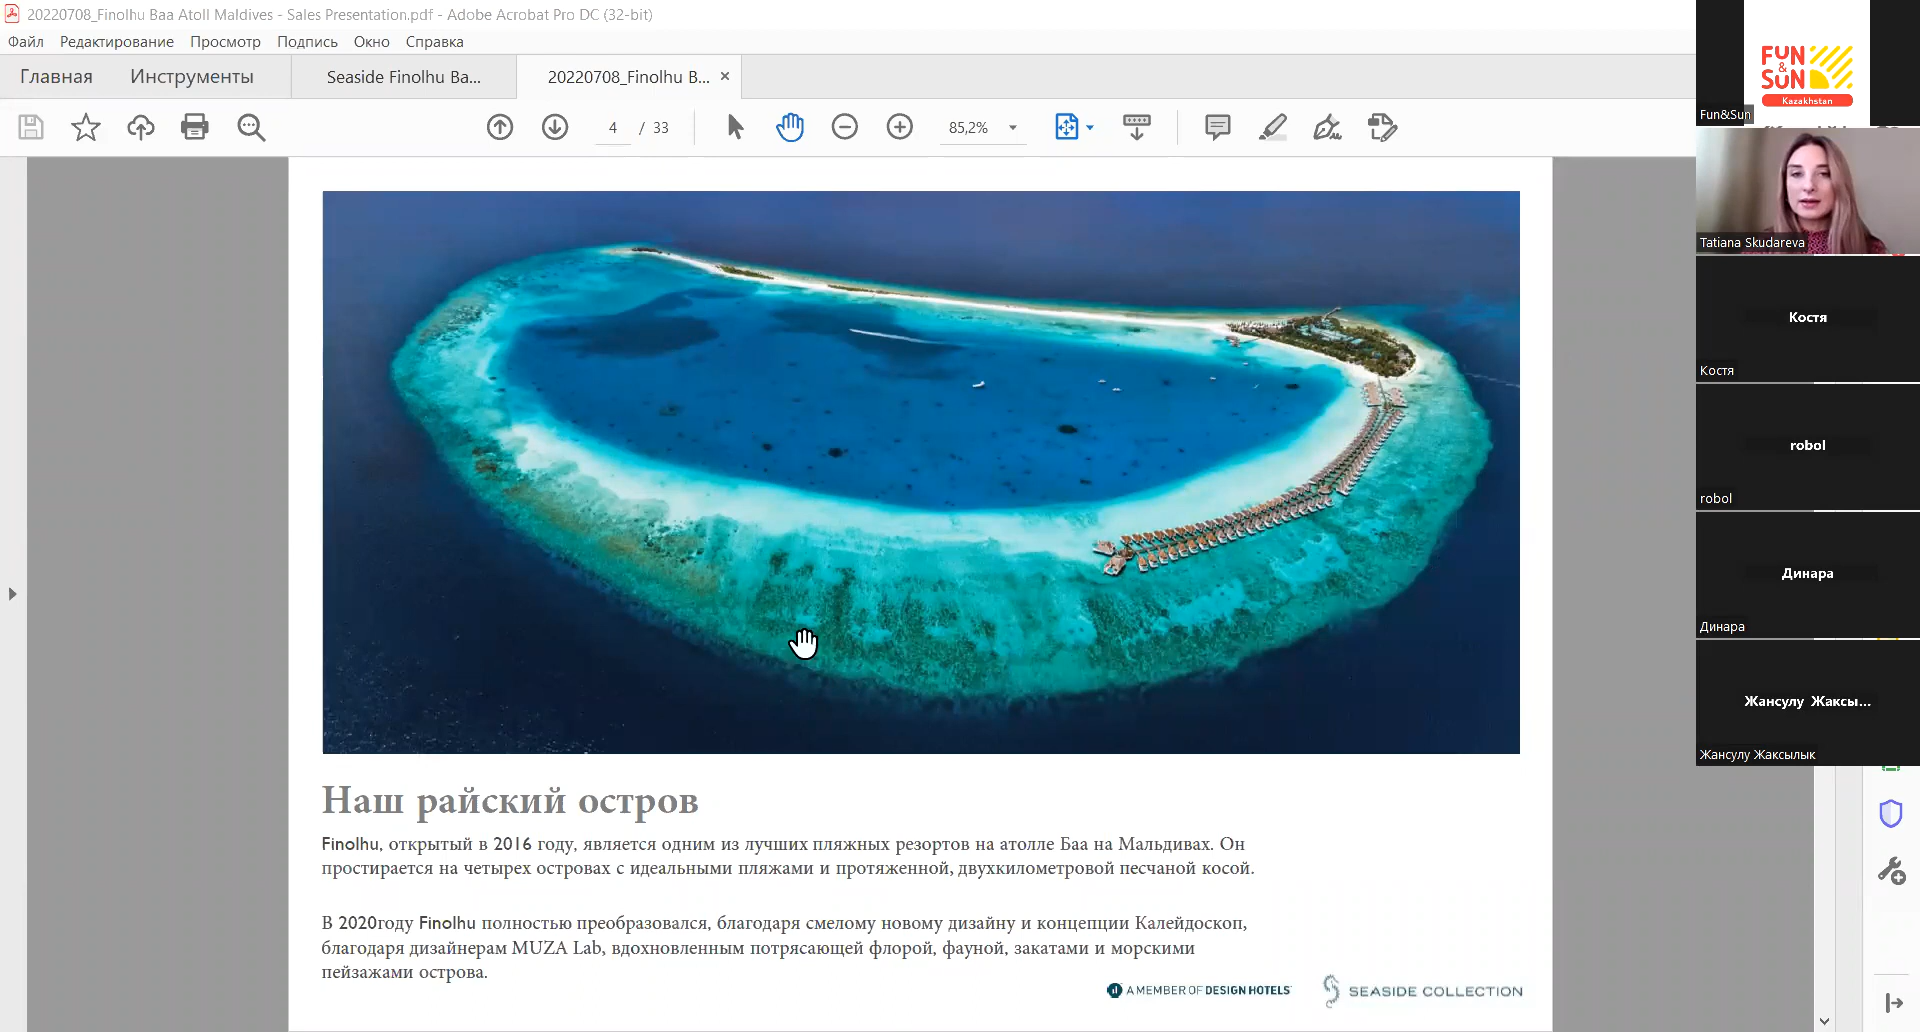 20220708_Finolhu Baa Atoll Maldives - Sales Presentation.pdf - Adobe Acrobat Pro DC (32-bit)
Файл Редактирование Просмотр Подпись Окно Справка
Главная Инструменты Seaside Finolhu Ba... 20220708_Finolhu B... ×
4 / 33 85,2%
FUN
&
SUN
Kazakhstan
Fun&Sun
Tatiana Skudareva
Костя
Костя
robol
robol
Динара
Динара
Жансулу Жаксы...
Жансулу Жаксылык
Наш райский остров
Finolhu, открытый в 2016 году, является одним из лучших пляжных резортов на атолле Баа на Мальдивах. Он
простирается на четырех островах с идеальными пляжами и протяженной, двухкилометровой песчаной косой.
В 2020году Finolhu полностью преобразовался, благодаря смелому новому дизайну и концепции Калейдоскоп,
благодаря дизайнерам MUZA Lab, вдохновленным потрясающей флорой, фауной, закатами и морскими
пейзажами острова.
A MEMBER OF DESIGN HOTELS
SEASIDE COLLECTION